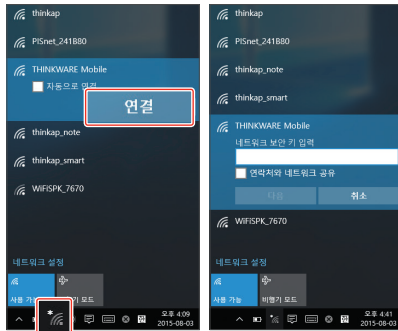 thinkap
PISnet_241B80
THINKWARE Mobile
자동으로 연결
연결
thinkap_note
thinkap_smart
WiFiSPK_7670
네트워크 설정
사용 가능
기 모드
오후 4:09
2015-08-03
thinkap
PISnet_241B80
thinkap_note
thinkap_smart
THINKWARE Mobile
네트워크 보안 키 입력
연락처와 네트워크 공유
다음
취소
WiFiSPK_7670
네트워크 설정
사용 가능
비행기 모드
오후 4:41
2015-08-03